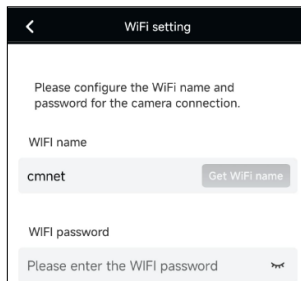 WiFi setting
Please configure the WiFi name and
password for the camera connection.
WIFI name
cmnet
Get WiFi name
WIFI password
Please enter the WIFI password